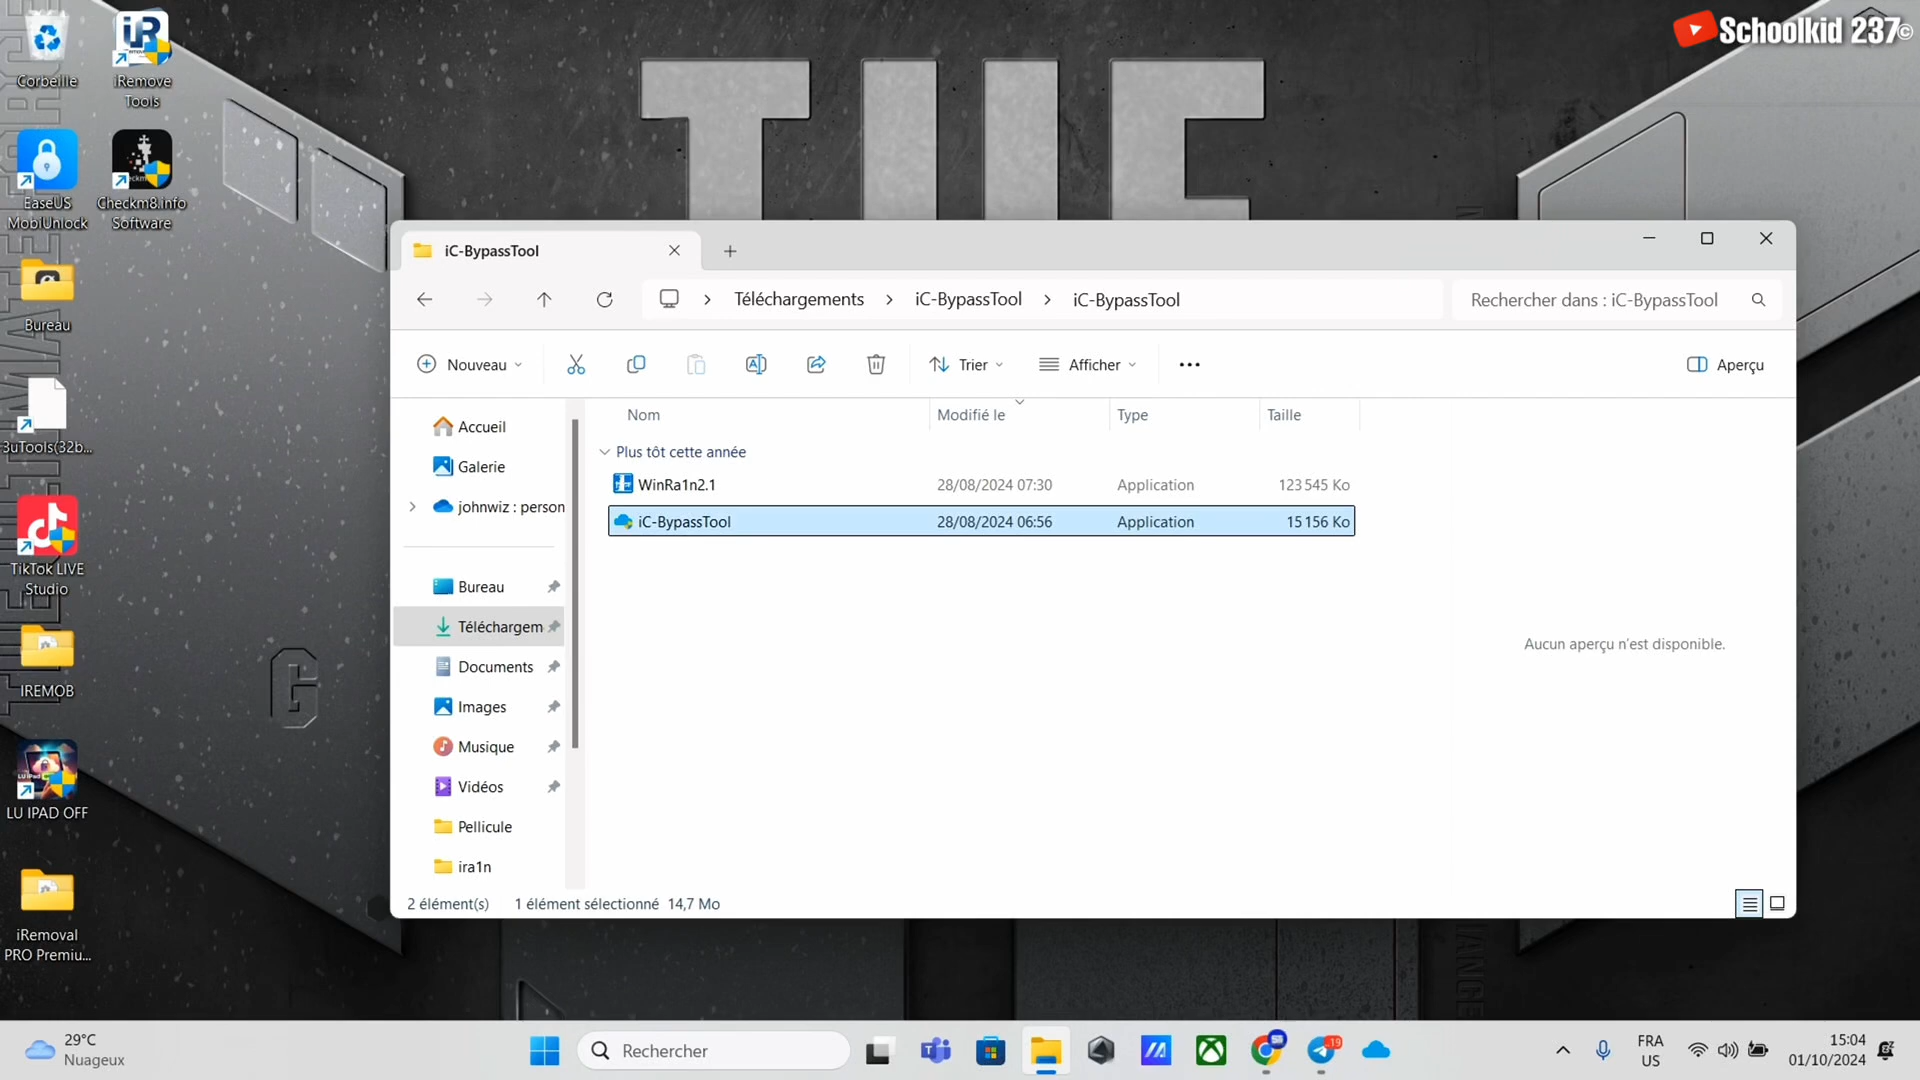 Schoolkid 237©
Corbeille
iRemove
Tools
EaseUS
MobiUnlock
Checkm8.info
Software
Bureau
3uTools(32b...
TikTok LIVE
Studio
IREMOB
LU IPAD OFF
iRemoval
PRO Premiu...
THE
G
iC-BypassTool
Téléchargements
iC-BypassTool
iC-BypassTool
Rechercher dans : iC-BypassTool
Nouveau
Trier
Afficher
Aperçu
Accueil
Galerie
johnwiz : person
Bureau
Téléchargem
Documents
Images
Musique
Vidéos
Pellicule
ira1n
Nom Modifié le Type Taille
Plus tôt cette année
WinRa1n2.1 28/08/2024 07:30 Application 123 545 Ko
iC-BypassTool 28/08/2024 06:56 Application 15 156 Ko
Aucun aperçu n'est disponible.
2 élément(s) 1 élément sélectionné 14,7 Mo
29°C
Nuageux
Rechercher
19
FRA
US
15:04
01/10/2024